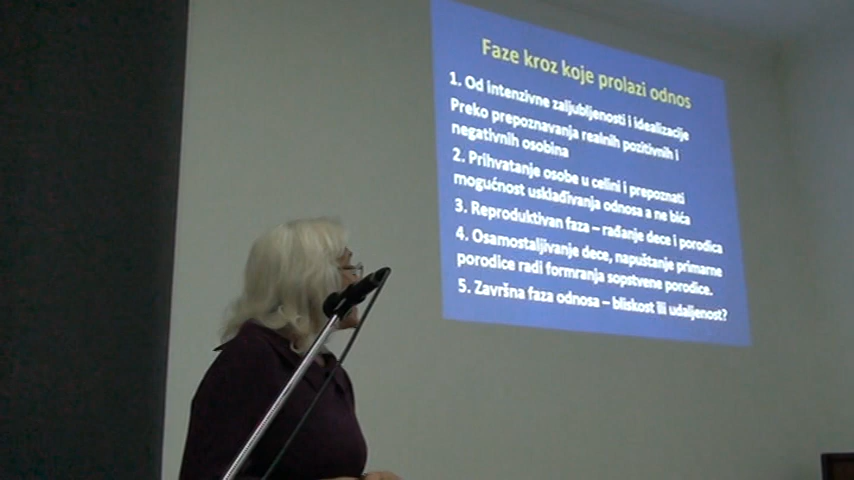 Faze kroz koje prolazi odnos
1. Od intenzivne zaljubljenosti i idealizacije
Preko prepoznavanja realnih pozitivnih i
negativnih osobina
2. Prihvatanje osobe u celini i prepoznati
mogućnost usklađivanja odnosa a ne bića
3. Reproduktivan faza – rađanje dece i porodica
4. Osamostaljivanje dece, napuštanje primarne
porodice radi formranja sopstvene porodice.
5. Završna faza odnosa – bliskost ili udaljenost?